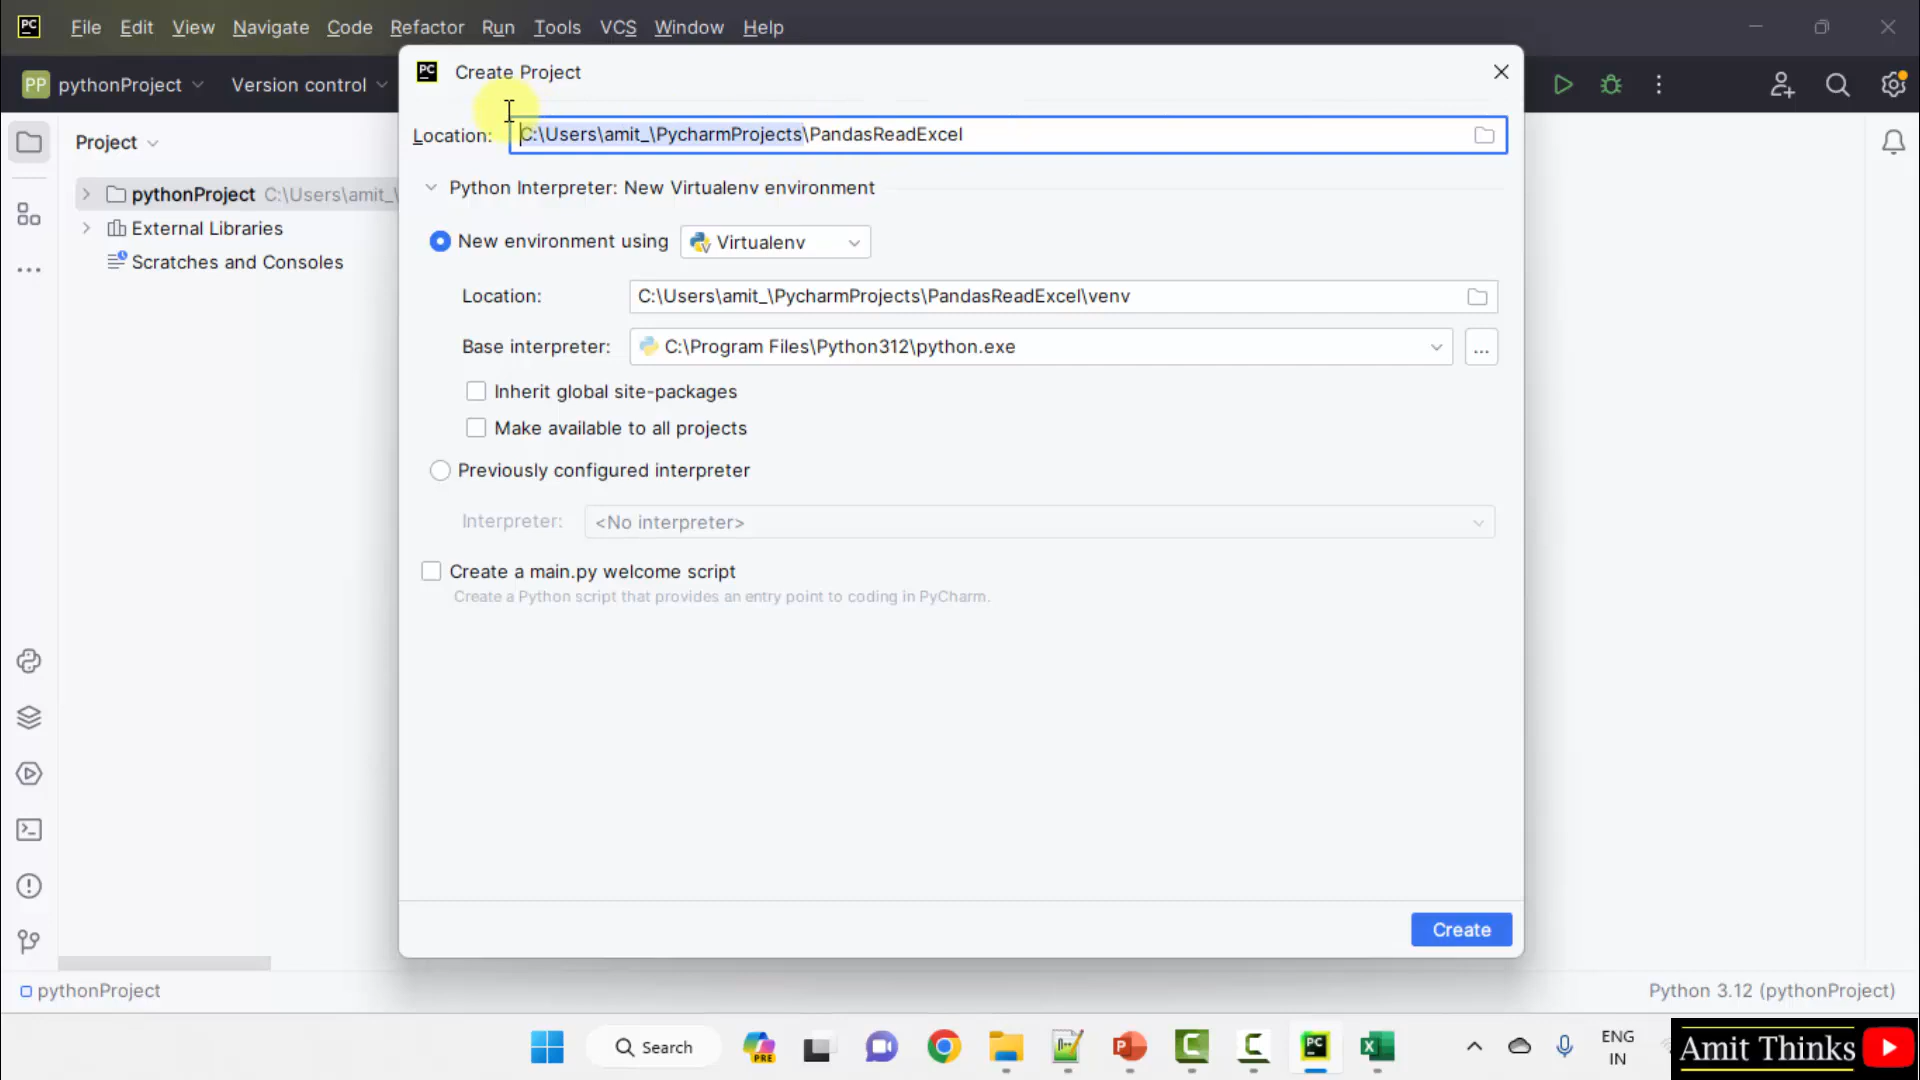 PC File Edit View Navigate Code Refactor Run Tools VCS Window Help
PP pythonProject Version control
PC Create Project
Location: C:\Users\amit_\PycharmProjects\PandasReadExcel
Project
pythonProject C:\Users\amit_\
External Libraries
Scratches and Consoles
Python Interpreter: New Virtualenv environment
New environment using Virtualenv
Location: C:\Users\amit_\PycharmProjects\PandasReadExcel\venv
Base interpreter: C:\Program Files\Python312\python.exe
...
Inherit global site-packages
Make available to all projects
Previously configured interpreter
Interpreter: <No interpreter>
Create a main.py welcome script
Create a Python script that provides an entry point to coding in PyCharm.
Create
pythonProject
Python 3.12 (pythonProject)
Search
PRE
P
C
C
PC
X
ENG
IN
Amit Thinks